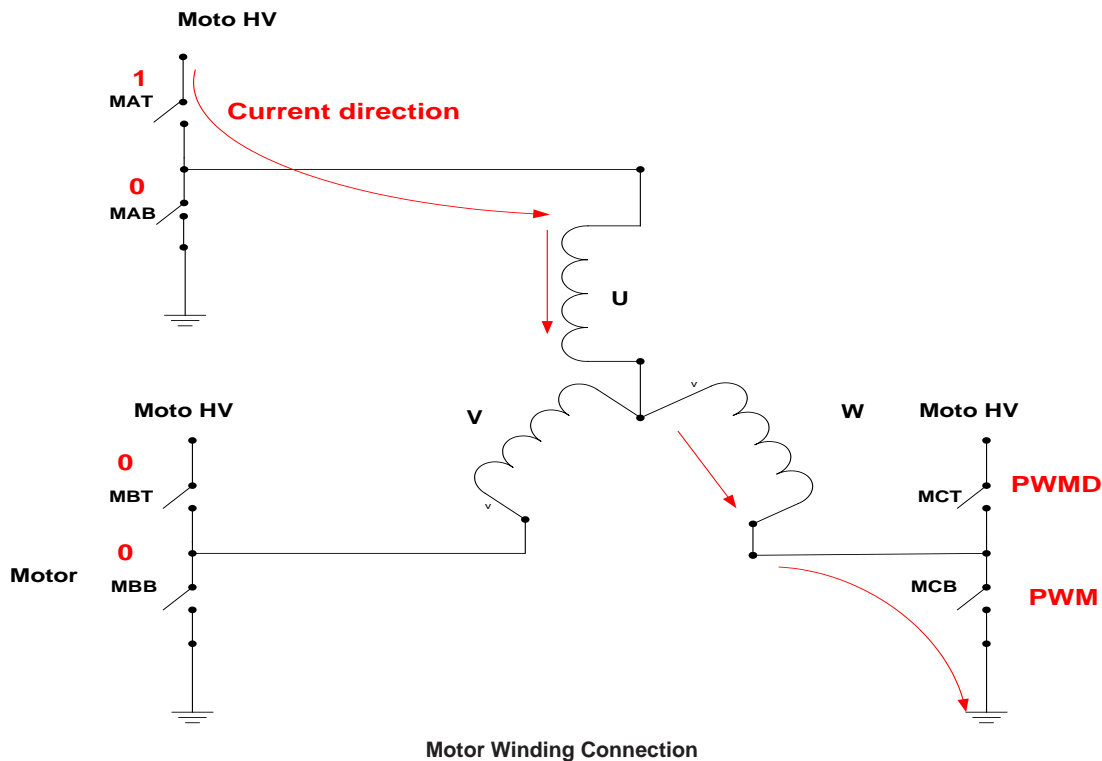 Moto HV
1
MAT
Current direction
0
MAB
U
Moto HV
V
v
W
Moto HV
0
MBT
MCT
PWMD
v
0
Motor
MBB
MCB
PWM
Motor Winding Connection